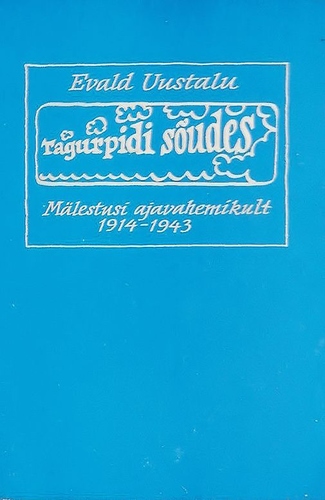 Evald Uustalu
Tagurpidi sõudes
Mälestusi ajavahemikult
1914-1943